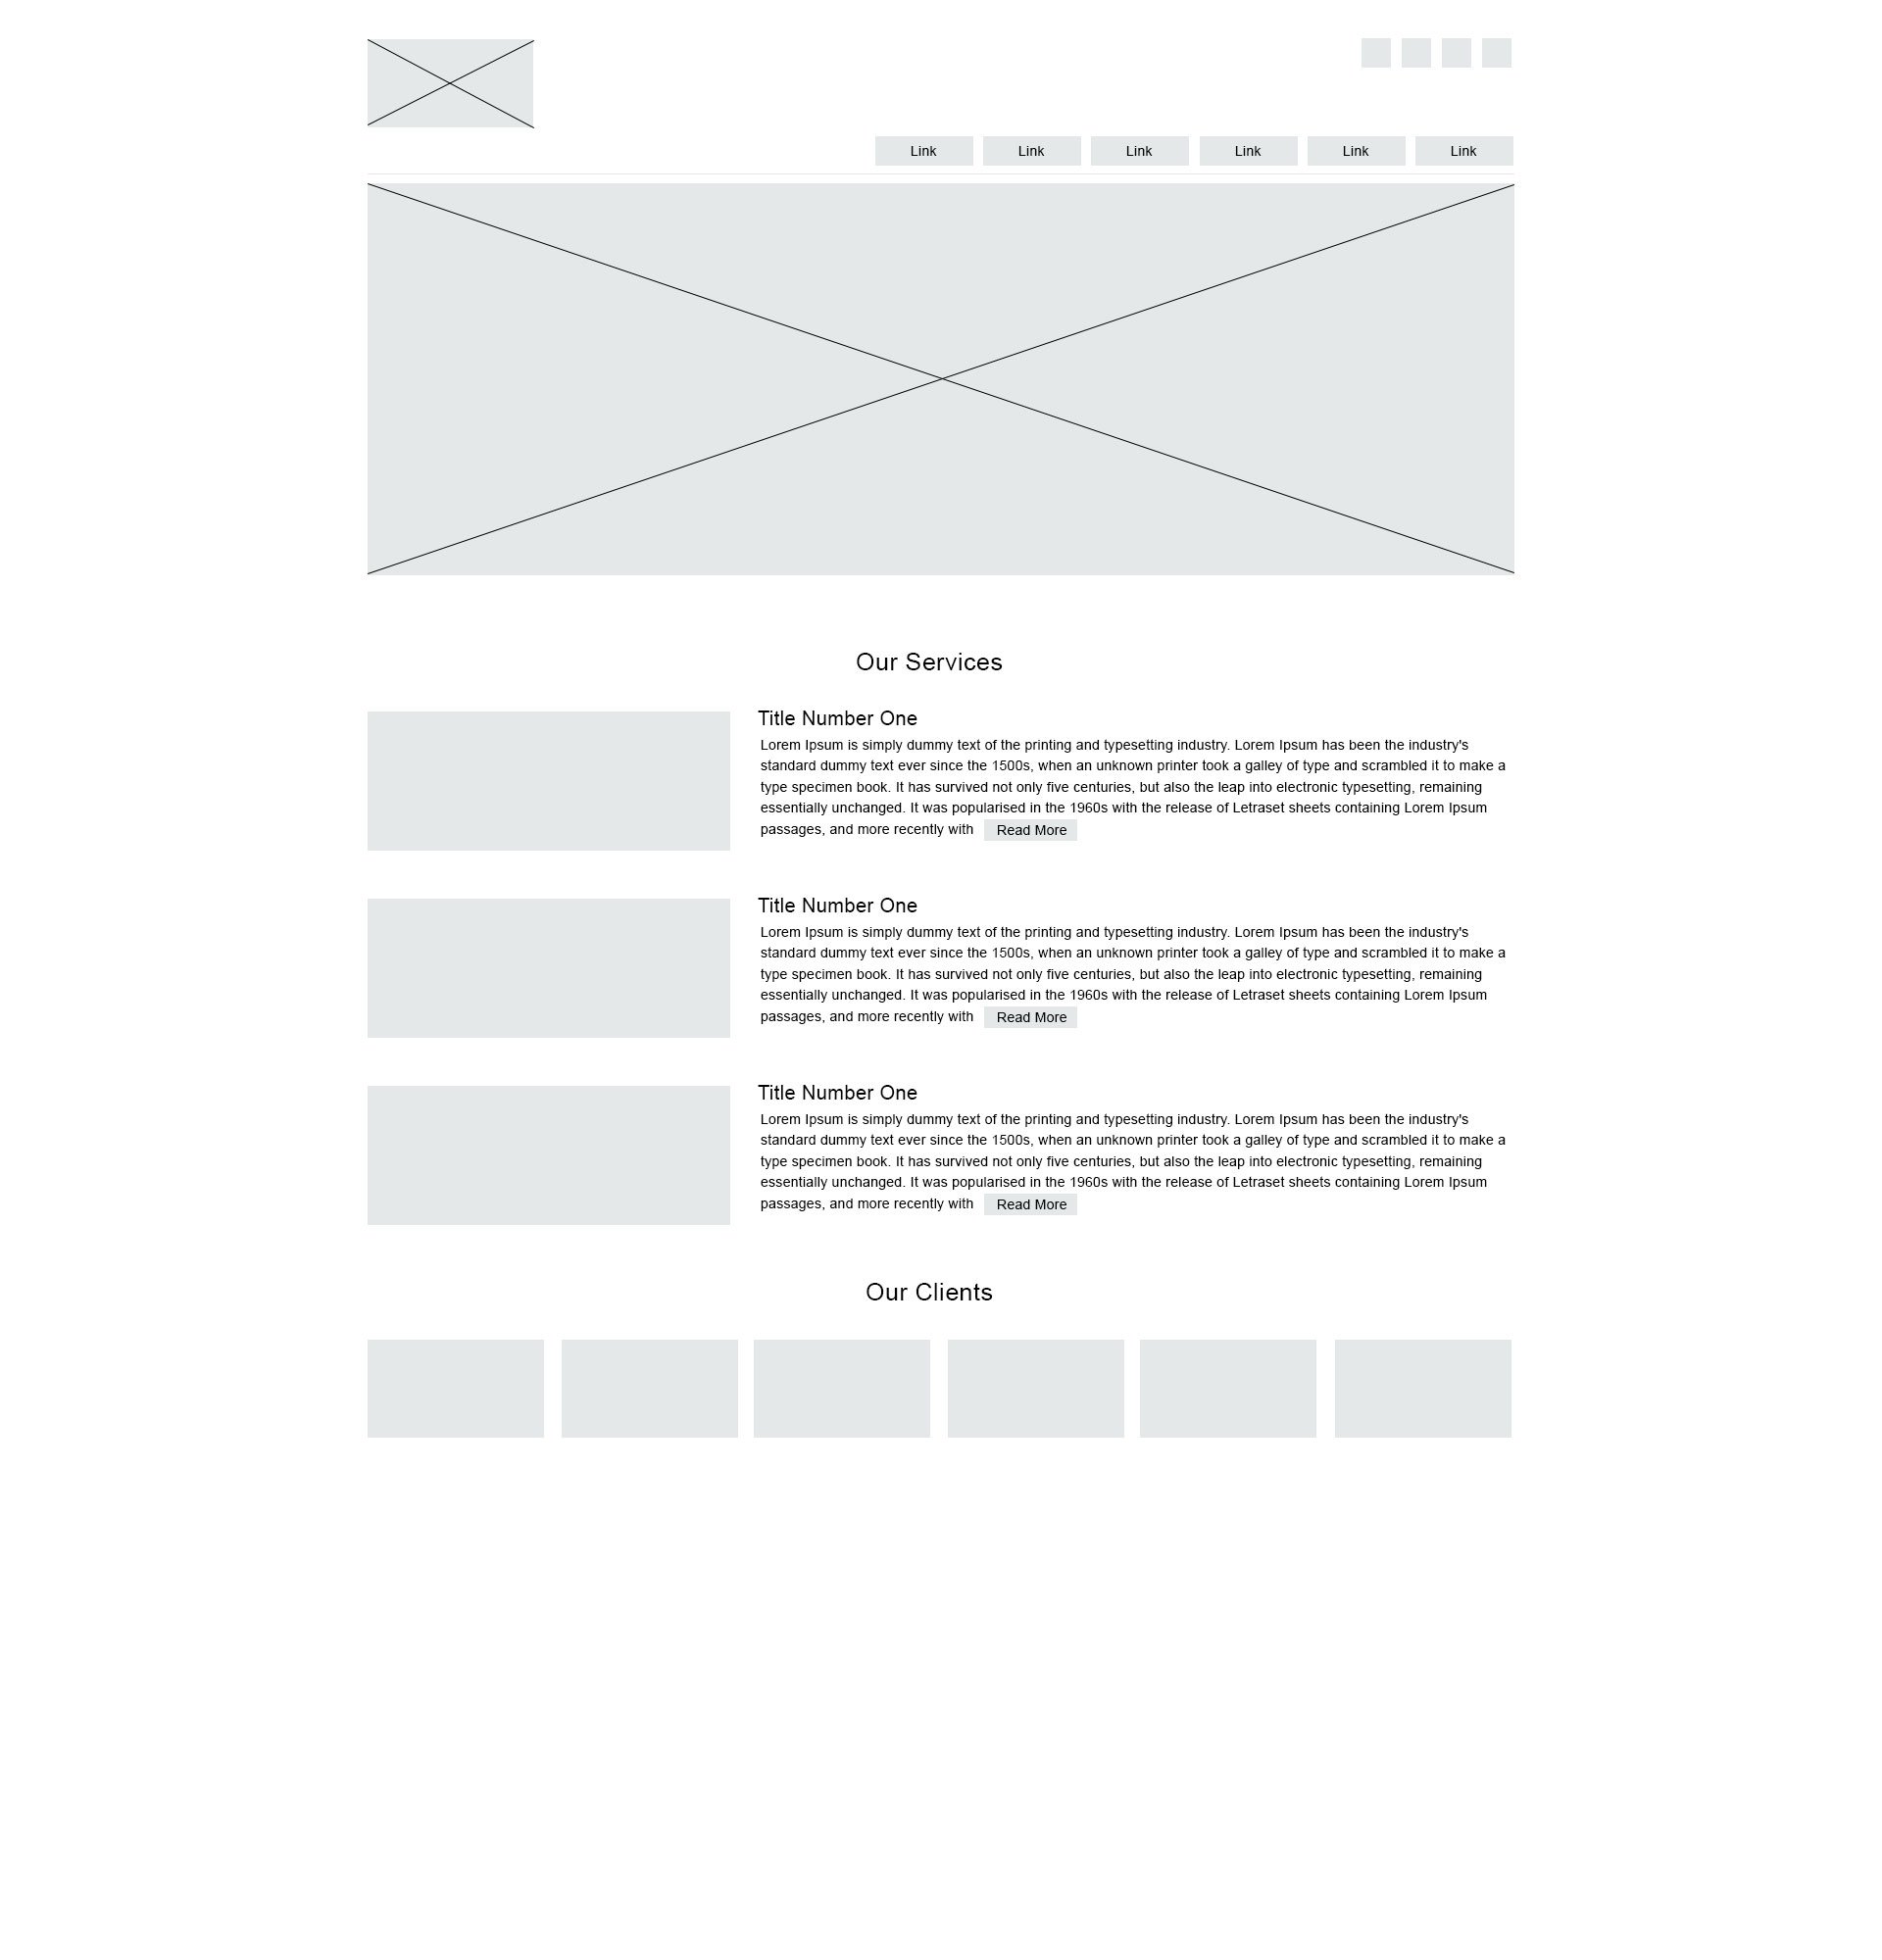 Link Link Link Link Link Link
Our Services
Title Number One
Lorem Ipsum is simply dummy text of the printing and typesetting industry. Lorem Ipsum has been the industry's
standard dummy text ever since the 1500s, when an unknown printer took a galley of type and scrambled it to make a
type specimen book. It has survived not only five centuries, but also the leap into electronic typesetting, remaining
essentially unchanged. It was popularised in the 1960s with the release of Letraset sheets containing Lorem Ipsum
passages, and more recently with Read More
Title Number One
Lorem Ipsum is simply dummy text of the printing and typesetting industry. Lorem Ipsum has been the industry's
standard dummy text ever since the 1500s, when an unknown printer took a galley of type and scrambled it to make a
type specimen book. It has survived not only five centuries, but also the leap into electronic typesetting, remaining
essentially unchanged. It was popularised in the 1960s with the release of Letraset sheets containing Lorem Ipsum
passages, and more recently with Read More
Title Number One
Lorem Ipsum is simply dummy text of the printing and typesetting industry. Lorem Ipsum has been the industry's
standard dummy text ever since the 1500s, when an unknown printer took a galley of type and scrambled it to make a
type specimen book. It has survived not only five centuries, but also the leap into electronic typesetting, remaining
essentially unchanged. It was popularised in the 1960s with the release of Letraset sheets containing Lorem Ipsum
passages, and more recently with Read More
Our Clients